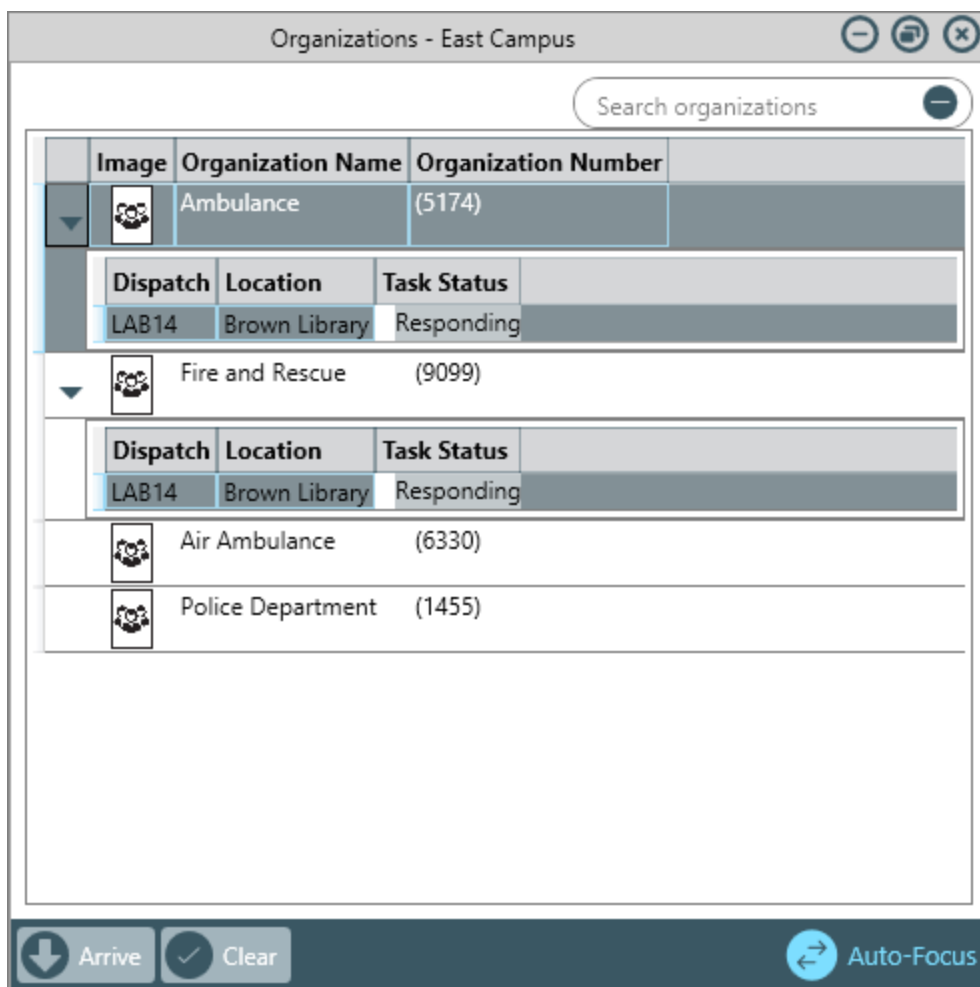 Organizations - East Campus
Search organizations
Image Organization Name Organization Number
Ambulance (5174)
Dispatch Location Task Status
LAB14 Brown Library Responding
Fire and Rescue (9099)
Dispatch Location Task Status
LAB14 Brown Library Responding
Air Ambulance (6330)
Police Department (1455)
Arrive Clear Auto-Focus